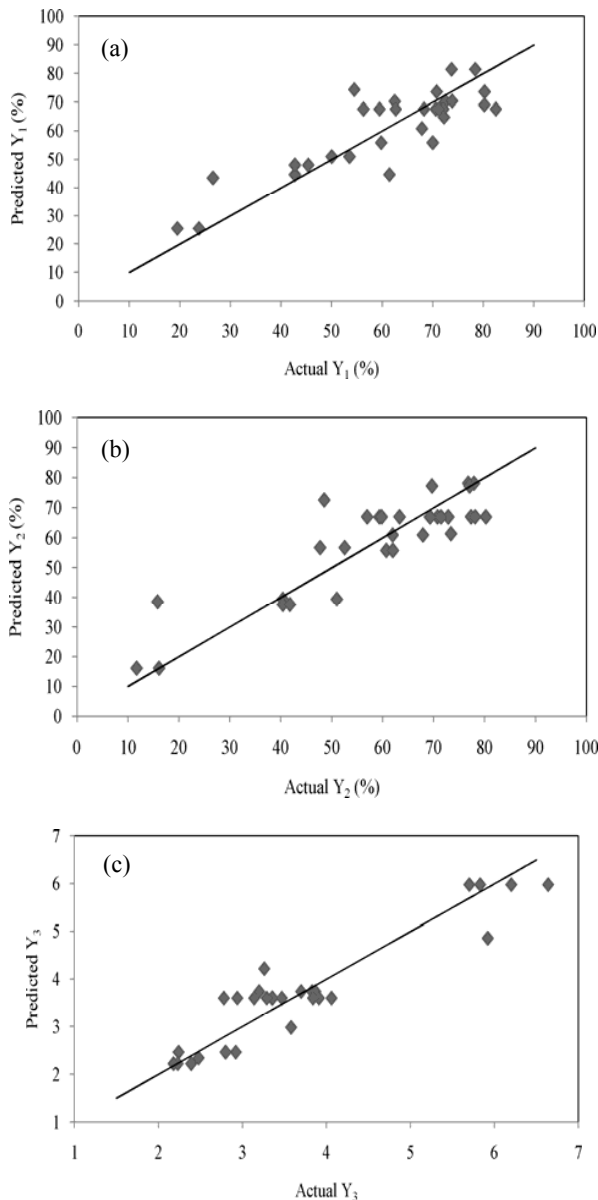 (a)
Predicted Y₁ (%)
100
90
80
70
60
50
40
30
20
10
0
0 10 20 30 40 50 60 70 80 90 100
Actual Y₁ (%)
(b)
Predicted Y₂ (%)
100
90
80
70
60
50
40
30
20
10
0
0 10 20 30 40 50 60 70 80 90 100
Actual Y₂ (%)
(c)
Predicted Y₃
7
6
5
4
3
2
1
1 2 3 4 5 6 7
Actual Y₃